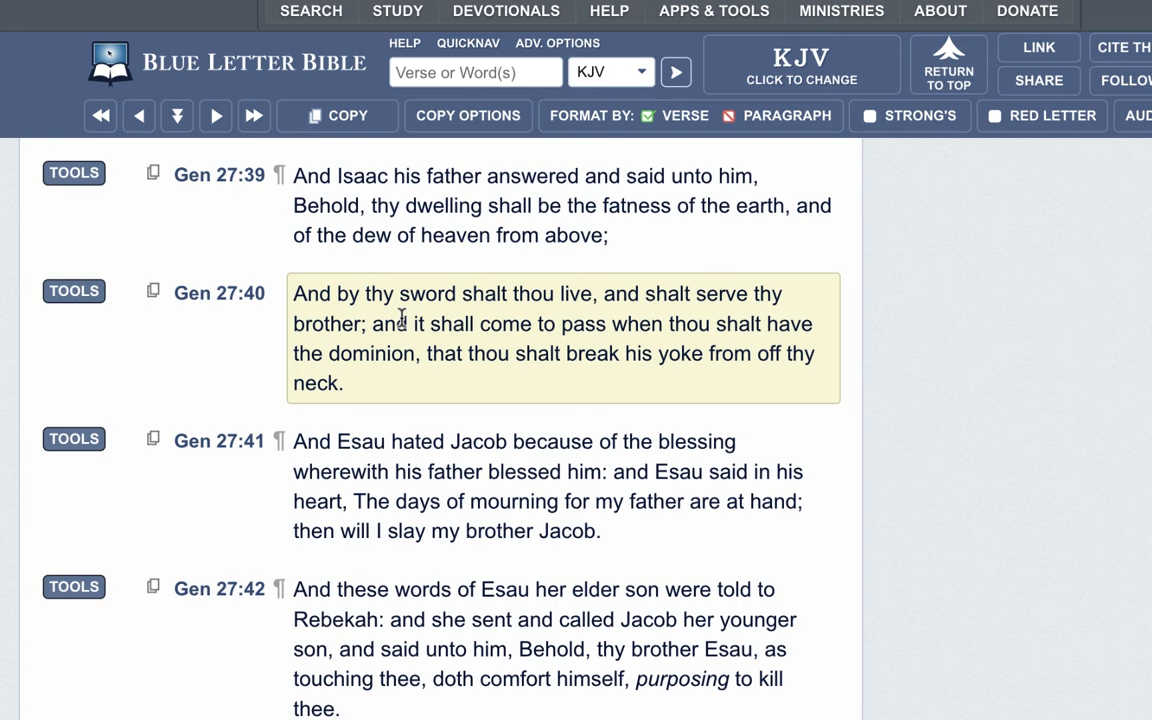 SEARCH STUDY DEVOTIONALS HELP APPS & TOOLS MINISTRIES ABOUT DONATE
BLUE LETTER BIBLE
HELP QUICKNAV ADV. OPTIONS
Verse or Word(s) KJV
KJV
CLICK TO CHANGE
RETURN
TO TOP
LINK CITE TH
SHARE FOLLOW
COPY COPY OPTIONS FORMAT BY: VERSE PARAGRAPH STRONG'S RED LETTER AUD
TOOLS Gen 27:39 ¶ And Isaac his father answered and said unto him,
Behold, thy dwelling shall be the fatness of the earth, and
of the dew of heaven from above;
TOOLS Gen 27:40 And by thy sword shalt thou live, and shalt serve thy
brother; and it shall come to pass when thou shalt have
the dominion, that thou shalt break his yoke from off thy
neck.
TOOLS Gen 27:41 ¶ And Esau hated Jacob because of the blessing
wherewith his father blessed him: and Esau said in his
heart, The days of mourning for my father are at hand;
then will I slay my brother Jacob.
TOOLS Gen 27:42 ¶ And these words of Esau her elder son were told to
Rebekah: and she sent and called Jacob her younger
son, and said unto him, Behold, thy brother Esau, as
touching thee, doth comfort himself, purposing to kill
thee.